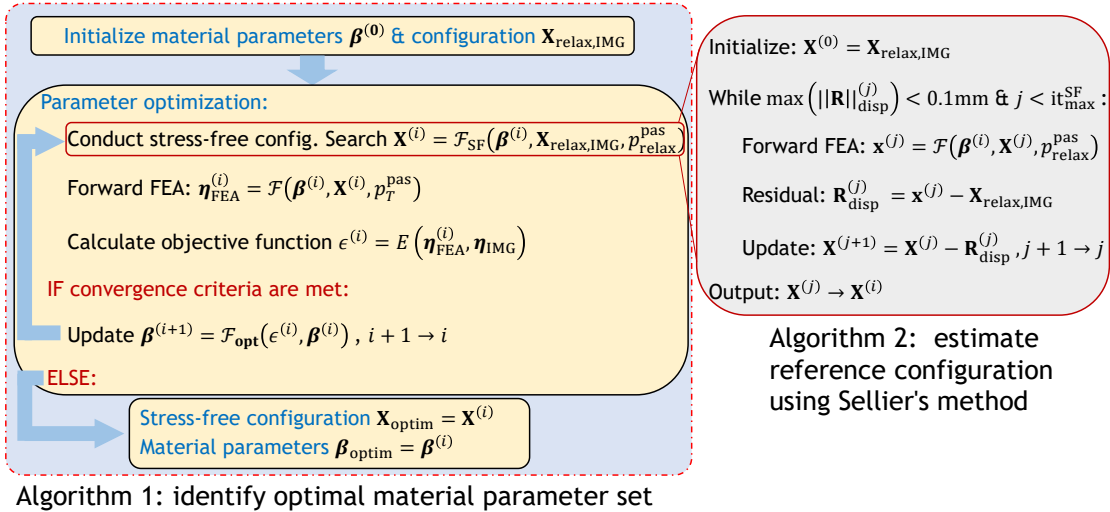 Initialize material parameters 𝜷⁽⁰⁾ & configuration 𝐗_relax,IMG
Parameter optimization:
Conduct stress-free config. Search 𝐗⁽ⁱ⁾ = ℱ_SF(𝜷⁽ⁱ⁾, 𝐗_relax,IMG, p_relax^pas)
Forward FEA: 𝜼_FEA⁽ⁱ⁾ = ℱ(𝜷⁽ⁱ⁾, 𝐗⁽ⁱ⁾, p_T^pas)
Calculate objective function ϵ⁽ⁱ⁾ = E(𝜼_FEA⁽ⁱ⁾, 𝜼_IMG)
IF convergence criteria are met:
Update 𝜷⁽ⁱ⁺¹⁾ = ℱ_opt(ϵ⁽ⁱ⁾, 𝜷⁽ⁱ⁾) , i + 1 → i
ELSE:
Stress-free configuration 𝐗_optim = 𝐗⁽ⁱ⁾
Material parameters 𝜷_optim = 𝜷⁽ⁱ⁾
Algorithm 1: identify optimal material parameter set
Initialize: 𝐗⁽⁰⁾ = 𝐗_relax,IMG
While max(||𝐑||_disp⁽ʲ⁾) < 0.1mm & j < it_max^SF :
Forward FEA: 𝐱⁽ʲ⁾ = ℱ(𝜷⁽ⁱ⁾, 𝐗⁽ʲ⁾, p_relax^pas)
Residual: 𝐑_disp⁽ʲ⁾ = 𝐱⁽ʲ⁾ − 𝐗_relax,IMG
Update: 𝐗⁽ʲ⁺¹⁾ = 𝐗⁽ʲ⁾ − 𝐑_disp⁽ʲ⁾ , j + 1 → j
Output: 𝐗⁽ʲ⁾ → 𝐗⁽ⁱ⁾
Algorithm 2: estimate
reference configuration
using Sellier's method